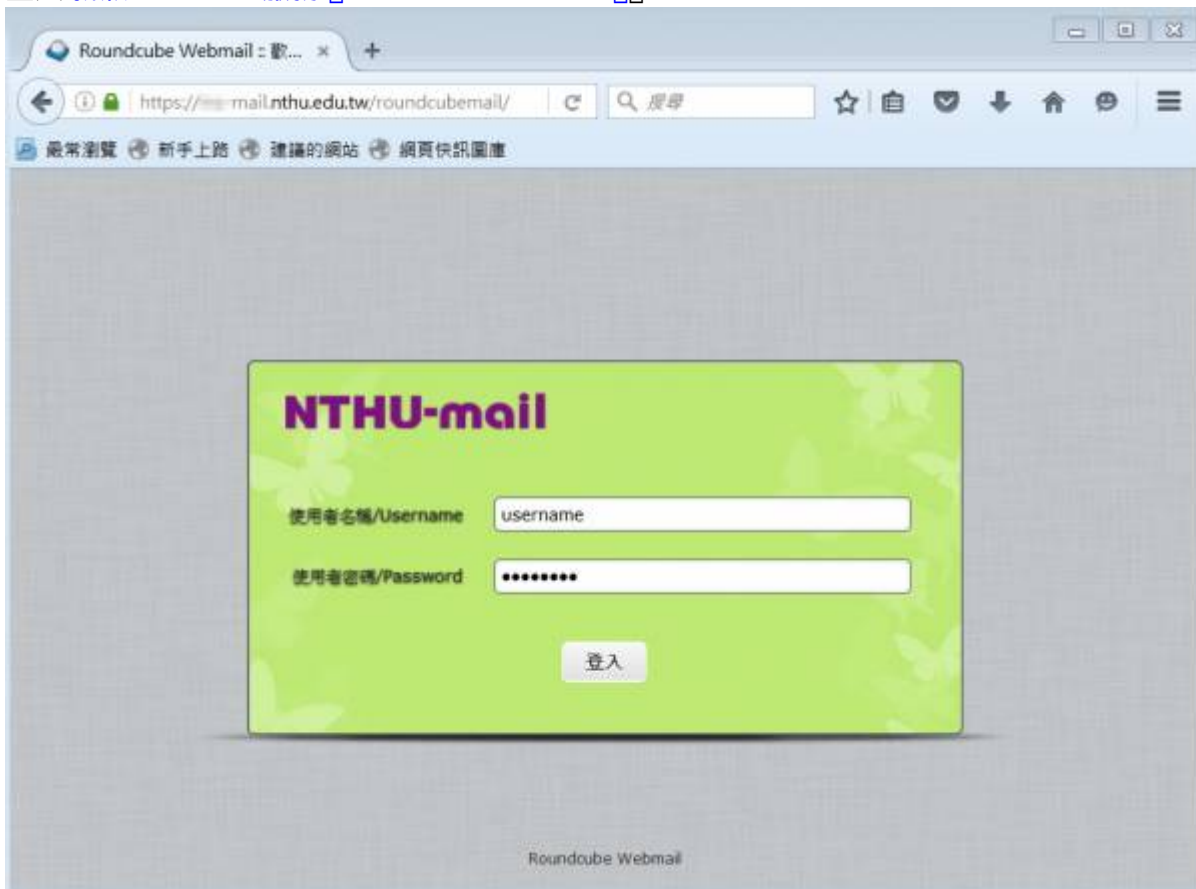 Roundcube Webmail :: 歡...
https:// mail.nthu.edu.tw/roundcubemail/
搜尋
最常瀏覽 新手上路 建議的網站 網頁快訊圖庫
NTHU-mail
使用者名稱/Username username
使用者密碼/Password ••••••••
登入
Roundcube Webmail